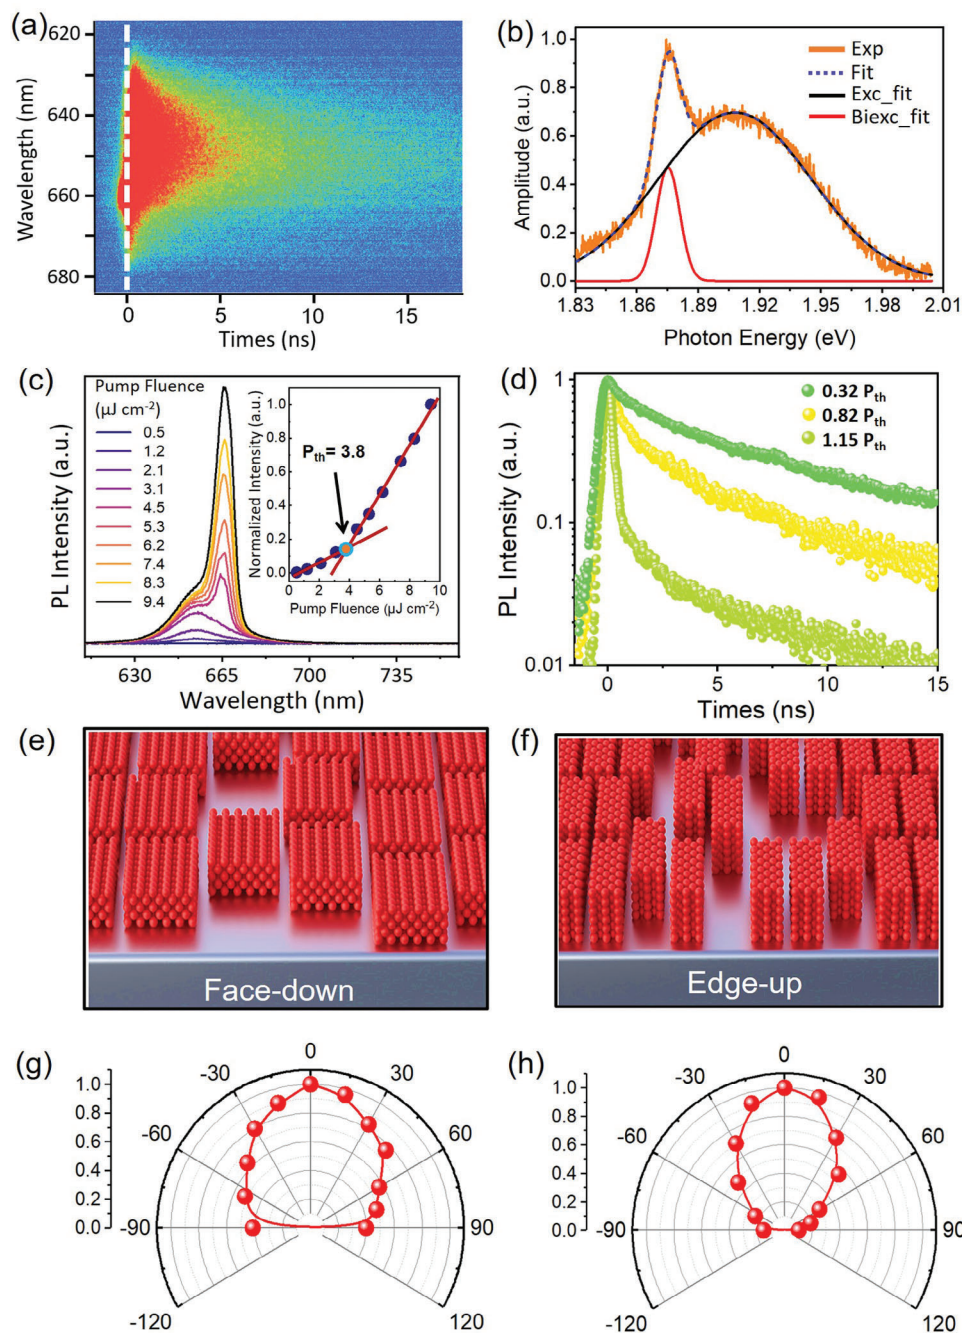 (a)
620
640
660
680
Wavelength (nm)
0
5
10
15
Times (ns)
(b)
1.0
0.8
0.6
0.4
0.2
0.0
Amplitude (a.u.)
Exp
Fit
Exc_fit
Biexc_fit
1.83
1.86
1.89
1.92
1.95
1.98
2.01
Photon Energy (eV)
(c)
Pump Fluence
(µJ cm⁻²)
0.5
1.2
2.1
3.1
4.5
5.3
6.2
7.4
8.3
9.4
PL Intensity (a.u.)
630
665
700
735
Wavelength (nm)
Normalized Intensity (a.u.)
1.0
0.8
0.6
0.4
0.2
0.0
Pth= 3.8
0
2
4
6
8
10
Pump Fluence (µJ cm⁻²)
(d)
1
0.1
0.01
PL Intensity (a.u.)
0.32 Pth
0.82 Pth
1.15 Pth
0
5
10
15
Times (ns)
(e)
Face-down
(f)
Edge-up
(g)
1.0
0.8
0.6
0.4
0.2
0.0
-120
-90
-60
-30
0
30
60
90
120
(h)
1.0
0.8
0.6
0.4
0.2
0.0
-120
-90
-60
-30
0
30
60
90
120